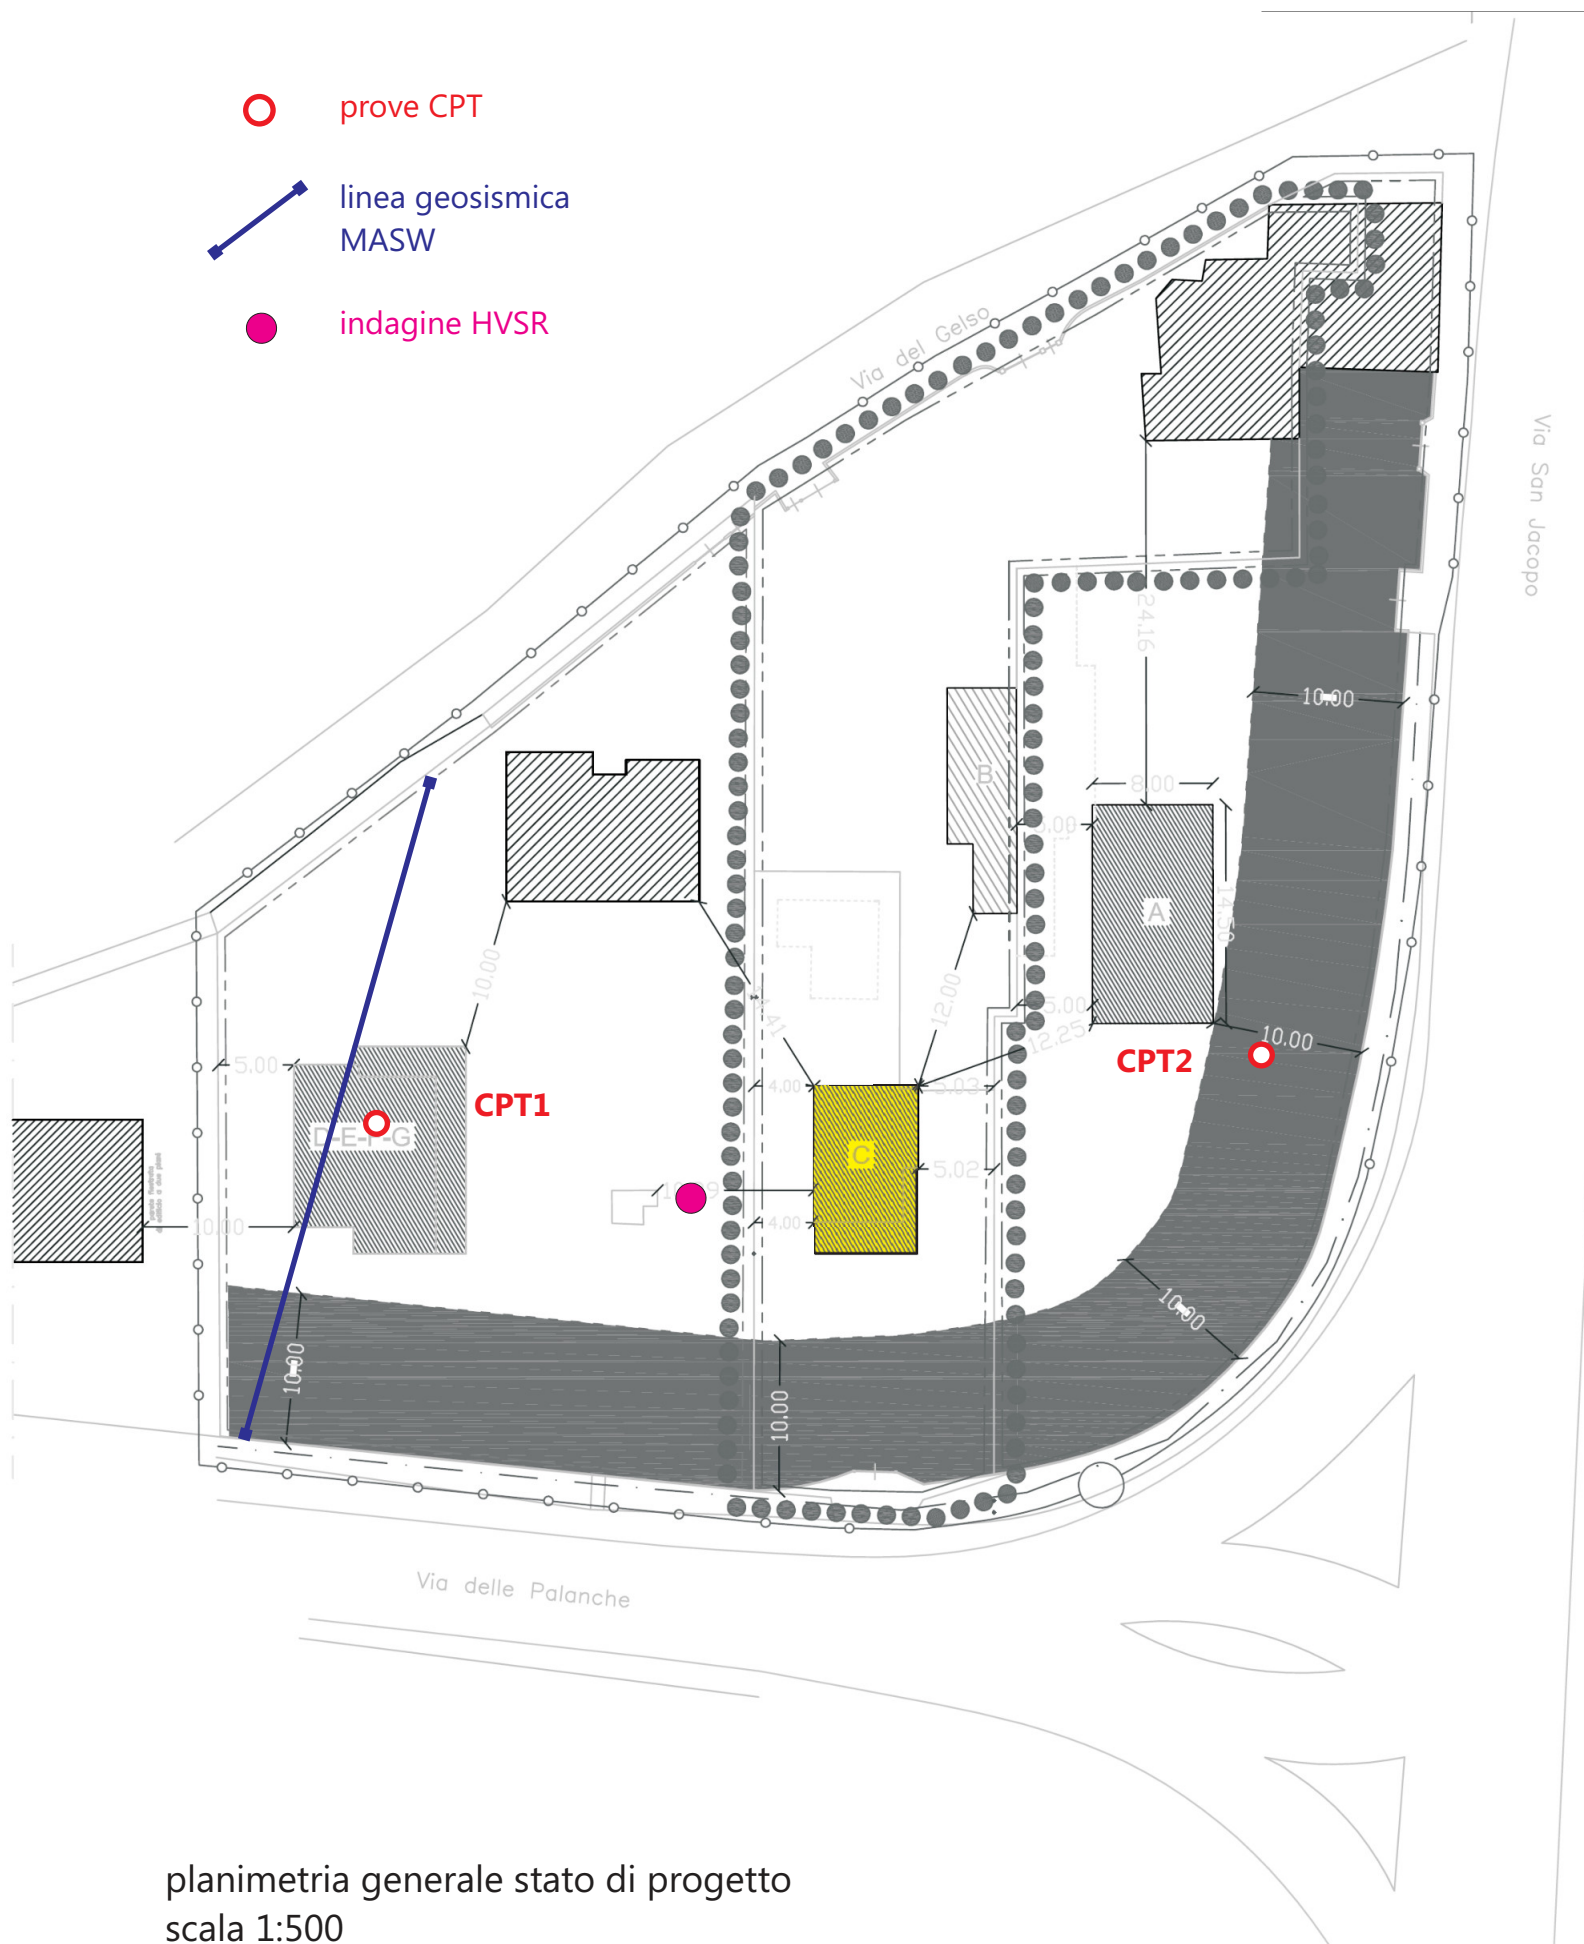 prove CPT
linea geosismica
MASW
indagine HVSR
Via del Gelso
Via San Jacopo
24.16
10.00
B
8.00
5.00
A
14.50
10.00
12.00
5.00
12.25
10.00
CPT2
5.00
CPT1
D-E-F-G
4.00
5.03
C
5.02
10.00
4.00
10.00
10.00
10.00
Via delle Palanche
planimetria generale stato di progetto
scala 1:500